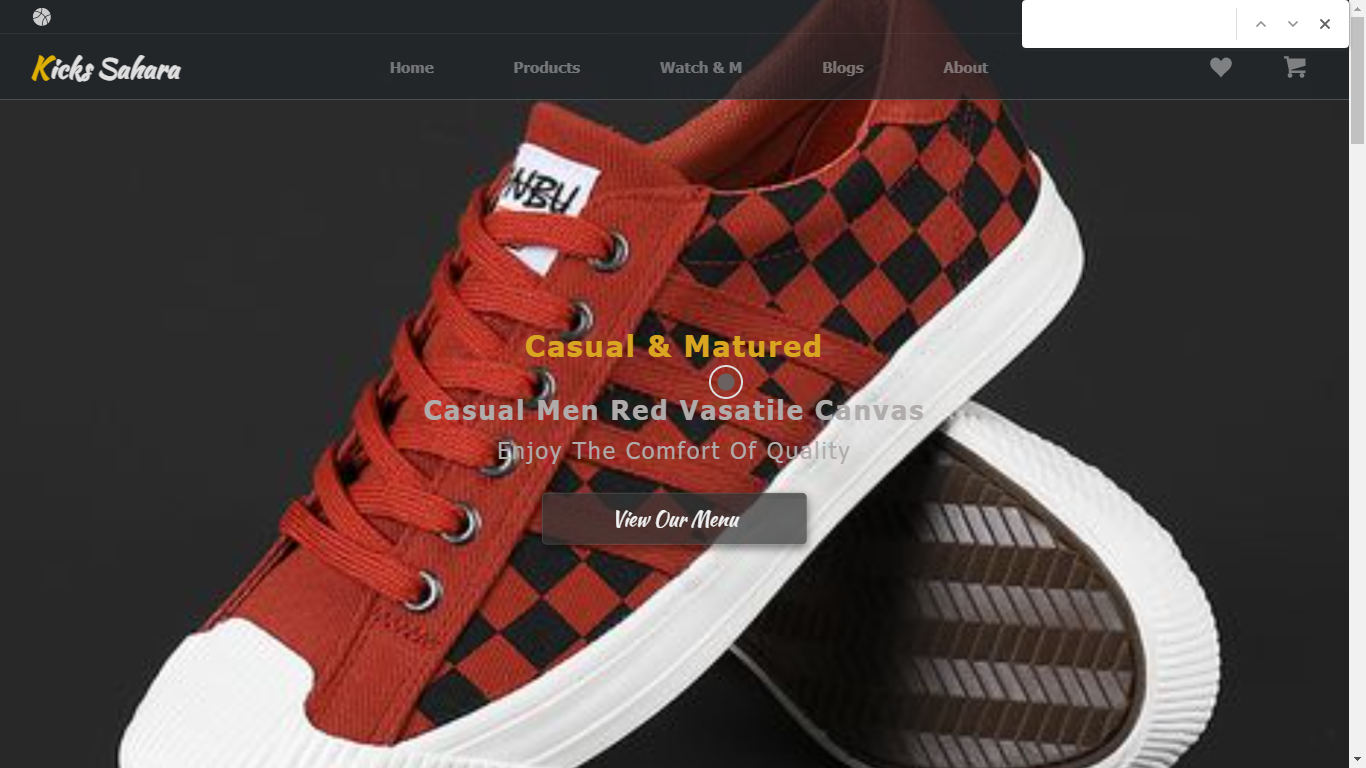 Kicks Sahara
Home
Products
Watch & M
Blogs
About
Casual & Matured
Casual Men Red Vasatile Canvas
Enjoy The Comfort Of Quality
View Our Menu